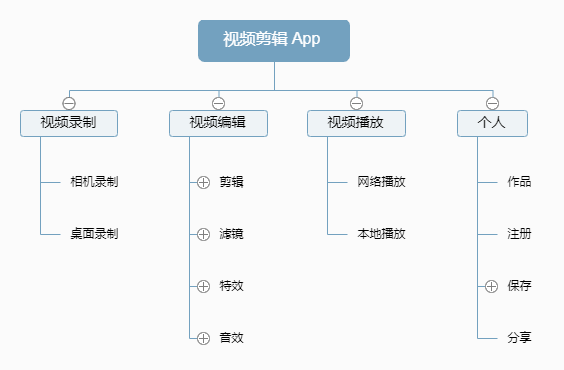 视频剪辑 App
视频录制
视频编辑
视频播放
个人
相机录制
剪辑
网络播放
作品
桌面录制
滤镜
本地播放
注册
特效
保存
音效
分享